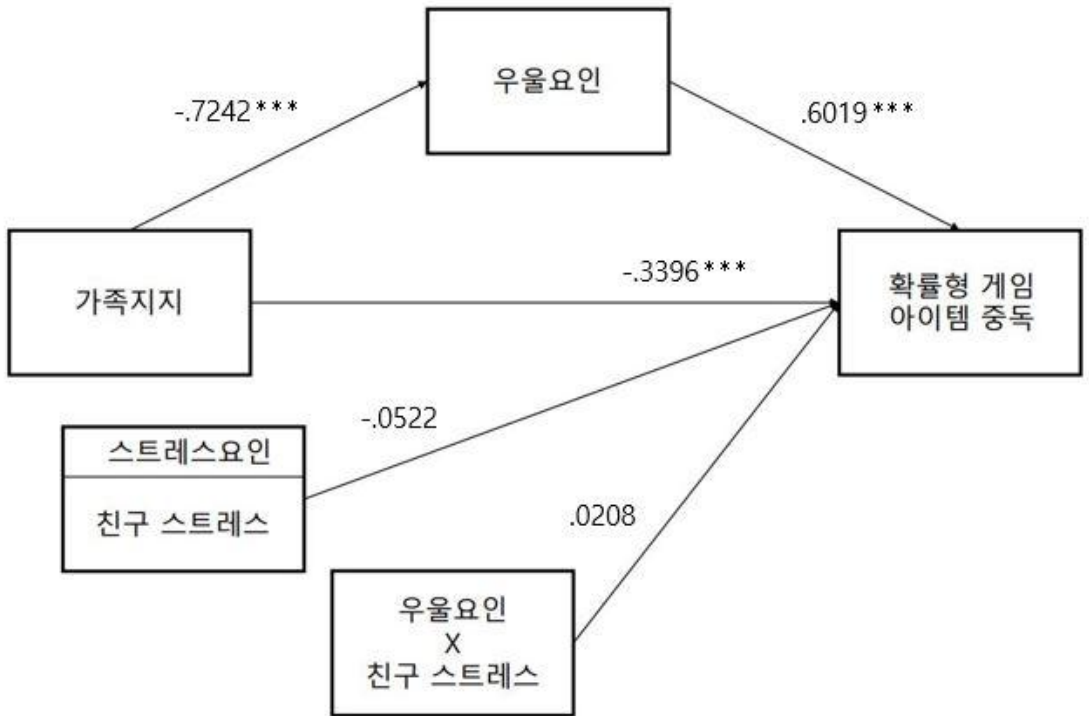 우울요인
-.7242***
.6019***
가족지지
-.3396***
확률형 게임
아이템 중독
-.0522
스트레스요인
친구 스트레스
.0208
우울요인
X
친구 스트레스